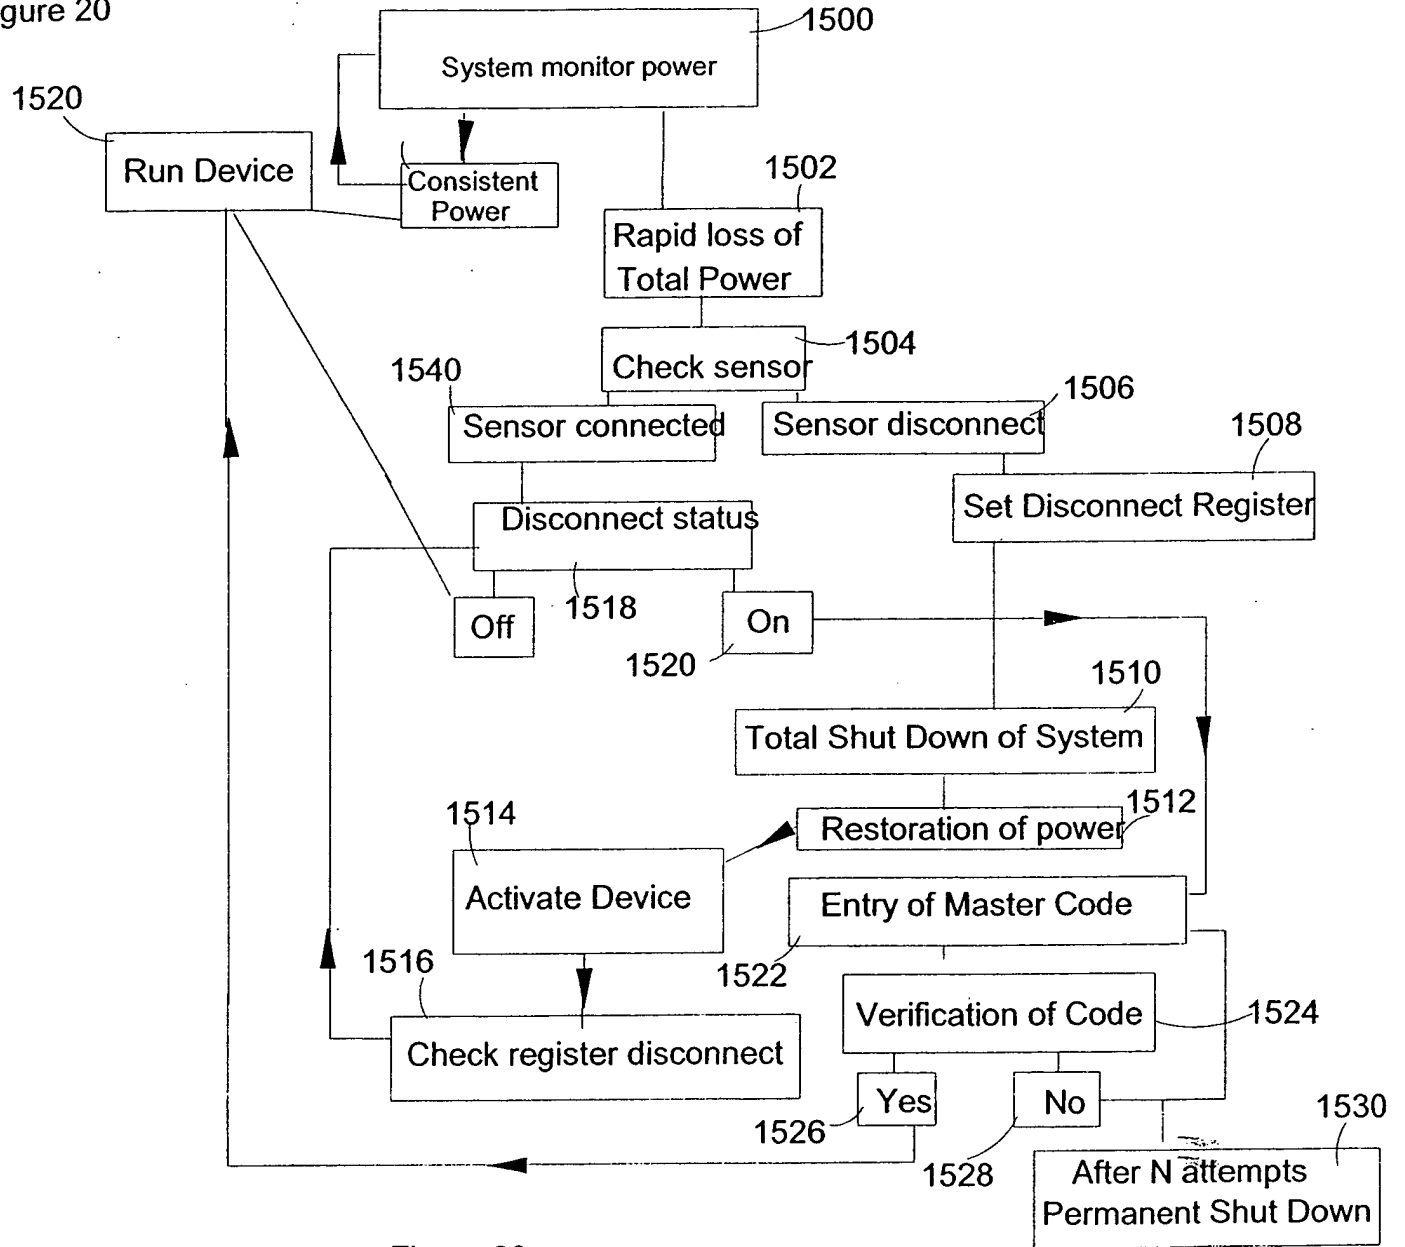 gure 20
1500
System monitor power
1520
Run Device
Consistent
Power
1502
Rapid loss of
Total Power
1504
Check sensor
1540
Sensor connected
1506
Sensor disconnect
1508
Set Disconnect Register
Disconnect status
1518
Off
On
1520
1510
Total Shut Down of System
1512
Restoration of power
1514
Activate Device
Entry of Master Code
1522
1516
Check register disconnect
Verification of Code
1524
Yes
1526
No
1528
1530
After N attempts
Permanent Shut Down